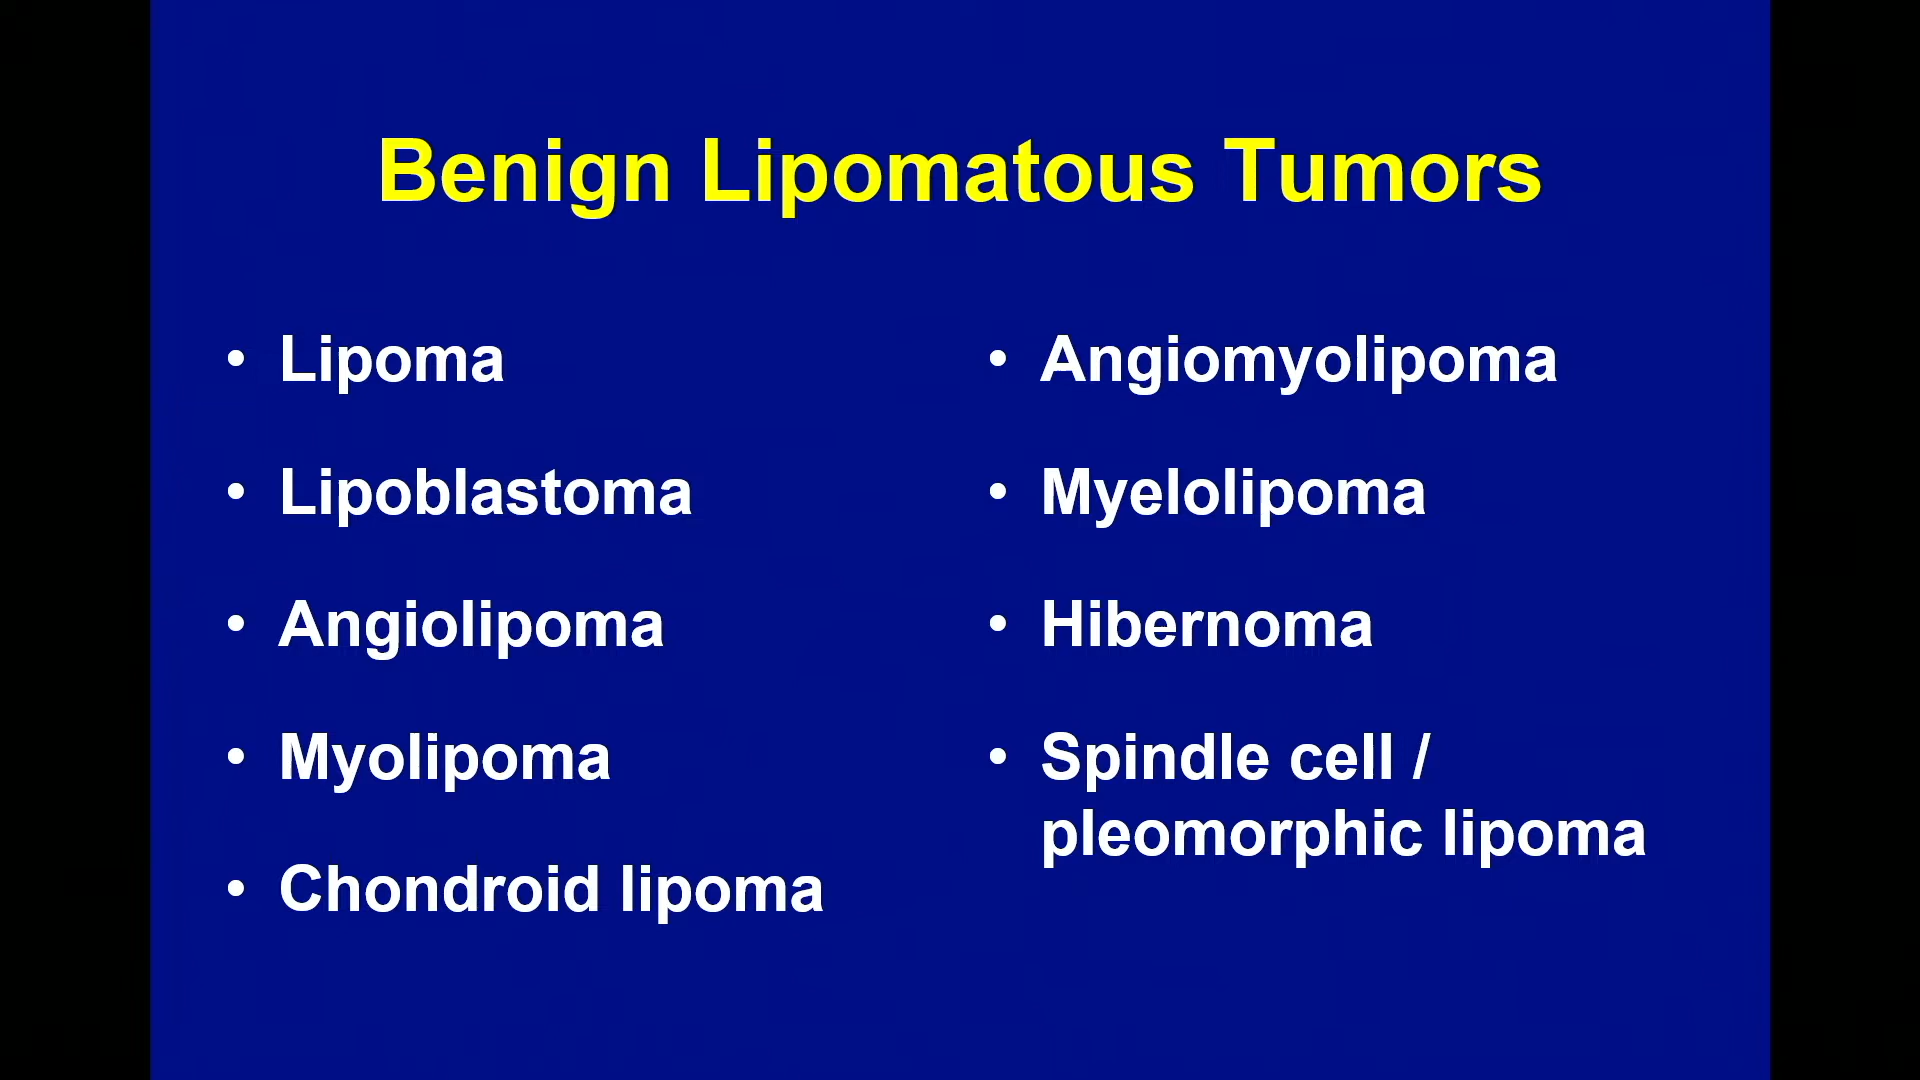 Benign Lipomatous Tumors
• Lipoma
• Lipoblastoma
• Angiolipoma
• Myolipoma
• Chondroid lipoma
• Angiomyolipoma
• Myelolipoma
• Hibernoma
• Spindle cell /
pleomorphic lipoma